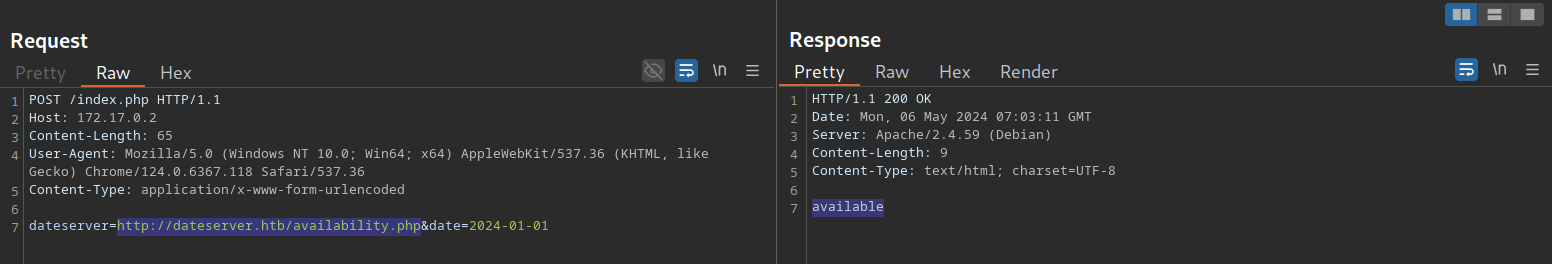 Request
Pretty Raw Hex \n
1 POST /index.php HTTP/1.1
2 Host: 172.17.0.2
3 Content-Length: 65
4 User-Agent: Mozilla/5.0 (Windows NT 10.0; Win64; x64) AppleWebKit/537.36 (KHTML, like
Gecko) Chrome/124.0.6367.118 Safari/537.36
5 Content-Type: application/x-www-form-urlencoded
6
7 dateserver=http://dateserver.htb/availability.php&date=2024-01-01
Response
Pretty Raw Hex Render \n
1 HTTP/1.1 200 OK
2 Date: Mon, 06 May 2024 07:03:11 GMT
3 Server: Apache/2.4.59 (Debian)
4 Content-Length: 9
5 Content-Type: text/html; charset=UTF-8
6
7 available